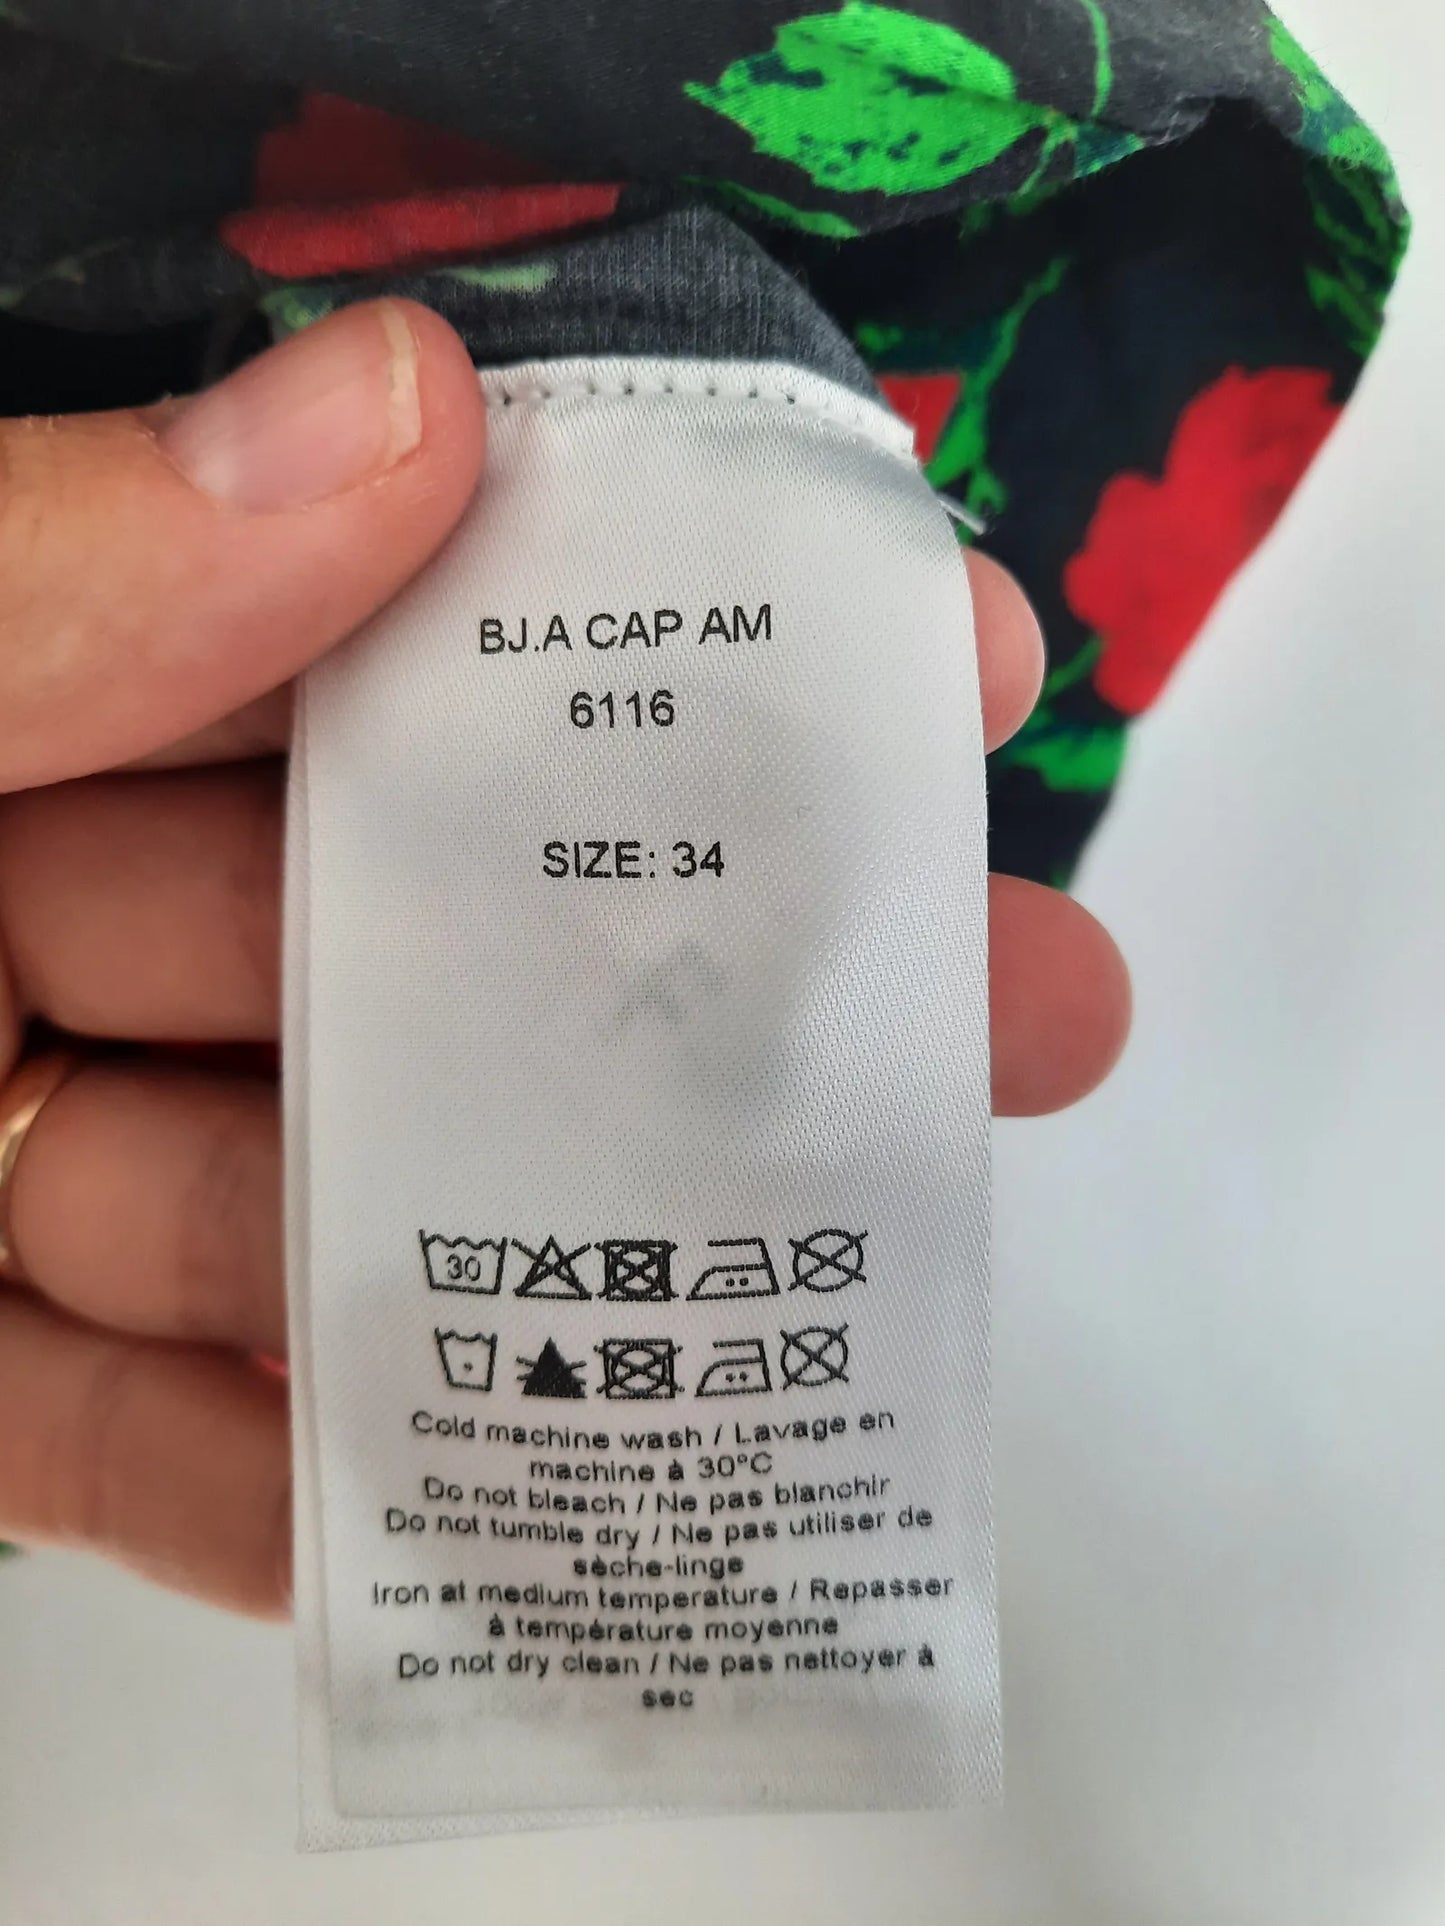 BJ.A CAP AM
6116
SIZE: 34
30
Cold machine wash / Lavage en
machine à 30°C
Do not bleach / Ne pas blanchir
Do not tumble dry / Ne pas utiliser de
sèche-linge
Iron at medium temperature / Repasser
à température moyenne
Do not dry clean / Ne pas nettoyer à
sec